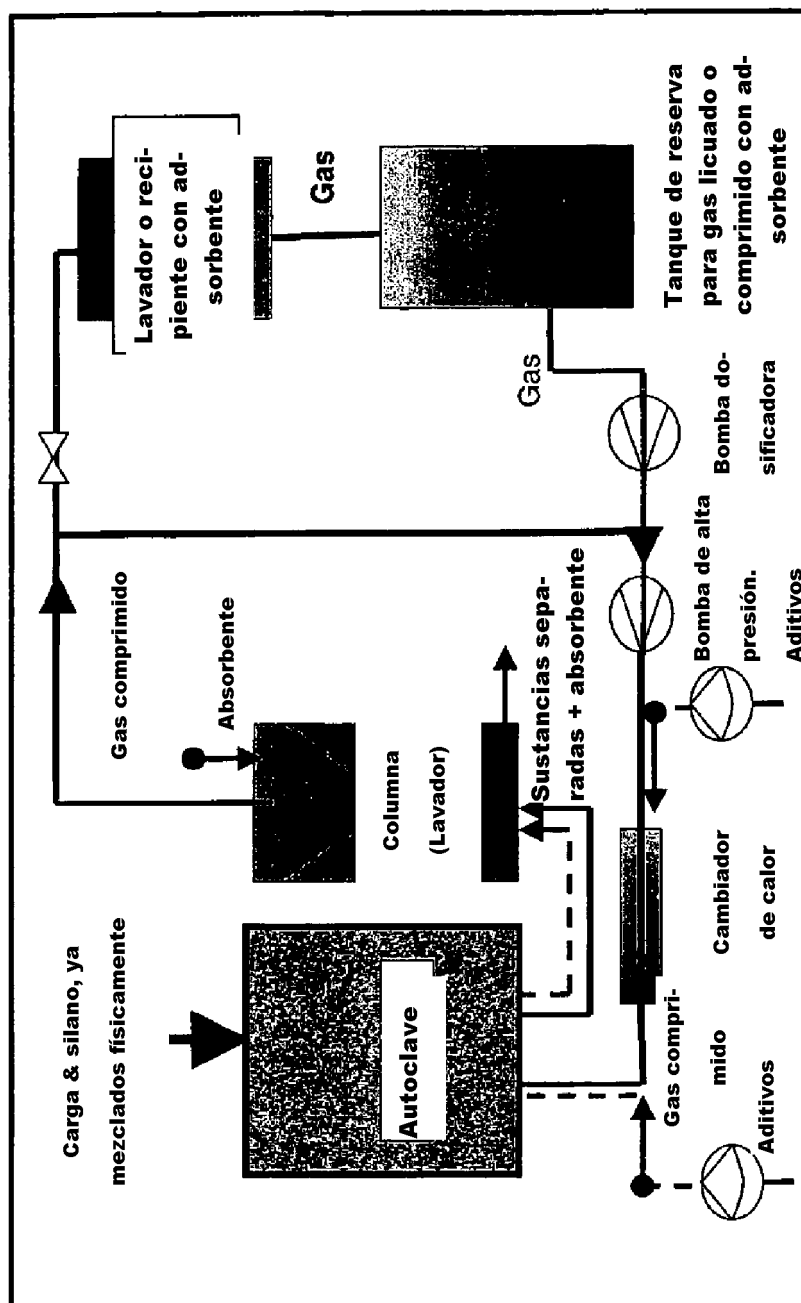 Carga & silano, ya
mezclados físicamente
Autoclave
Gas comprimido
Absorbente
Columna
(Lavador)
Sustancias sepa-
radas + absorbente
Lavador o reci-
piente con ad-
sorbente
Gas
Tanque de reserva
para gas licuado o
comprimido con ad-
sorbente
Gas
Bomba do-
sificadora
Bomba de alta
presión.
Aditivos
Cambiador
de calor
Gas compri-
mido
Aditivos